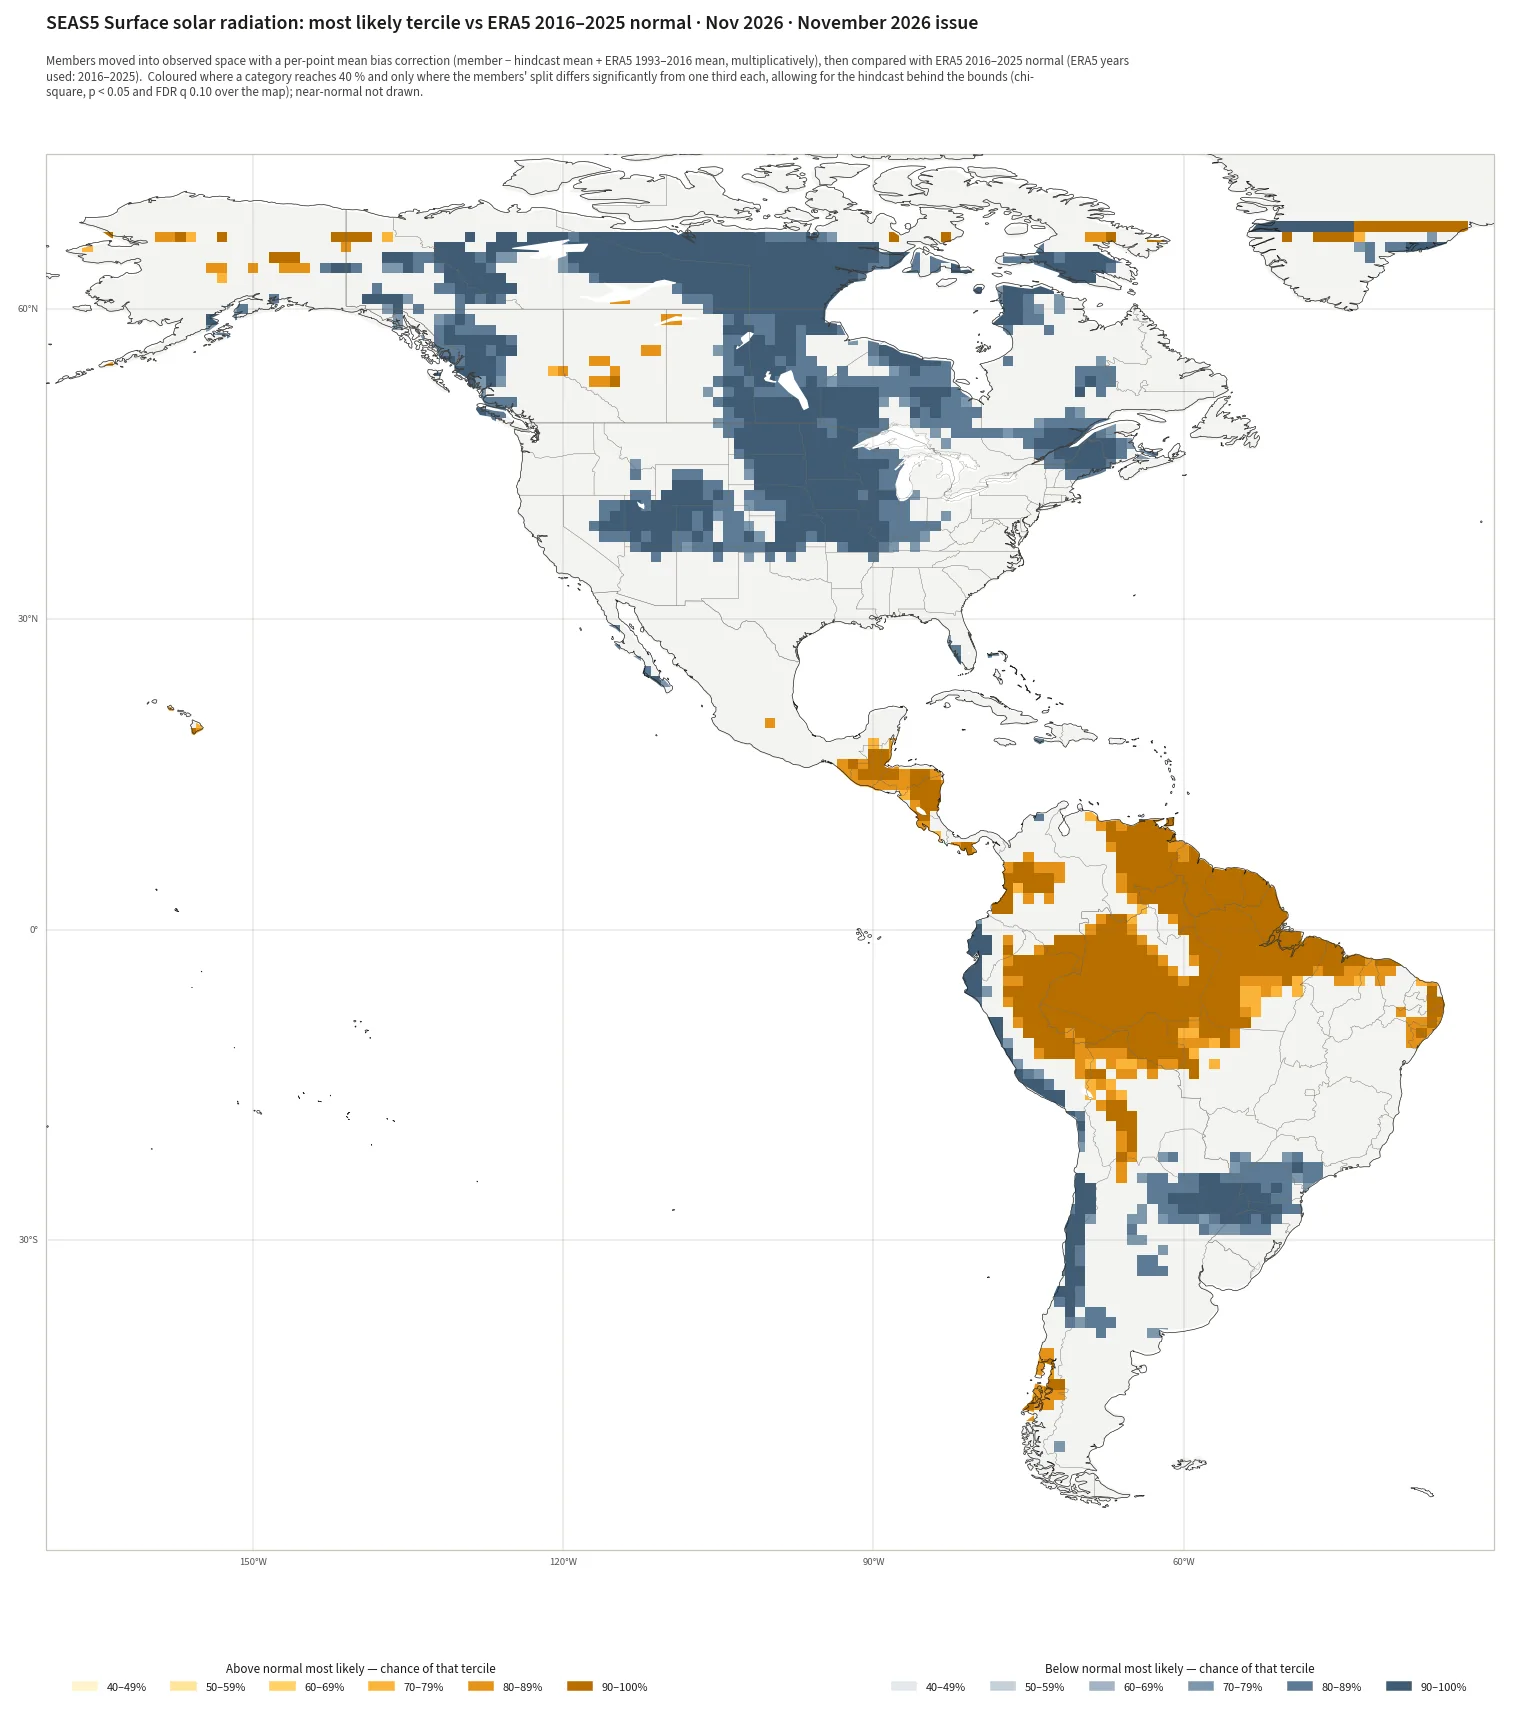 SEAS5 Surface solar radiation: most likely tercile vs ERA5 2016–2025 normal · Nov 2026 · November 2026 issue
Members moved into observed space with a per-point mean bias correction (member − hindcast mean + ERA5 1993–2016 mean, multiplicatively), then compared with ERA5 2016–2025 normal (ERA5 years
used: 2016–2025).  Coloured where a category reaches 40 % and only where the members' split differs significantly from one third each, allowing for the hindcast behind the bounds (chi-
square, p < 0.05 and FDR q 0.10 over the map); near-normal not drawn.
60°N
30°N
0°
30°S
150°W 120°W 90°W 60°W
Above normal most likely — chance of that tercile
40–49% 50–59% 60–69% 70–79% 80–89% 90–100%
Below normal most likely — chance of that tercile
40–49% 50–59% 60–69% 70–79% 80–89% 90–100%